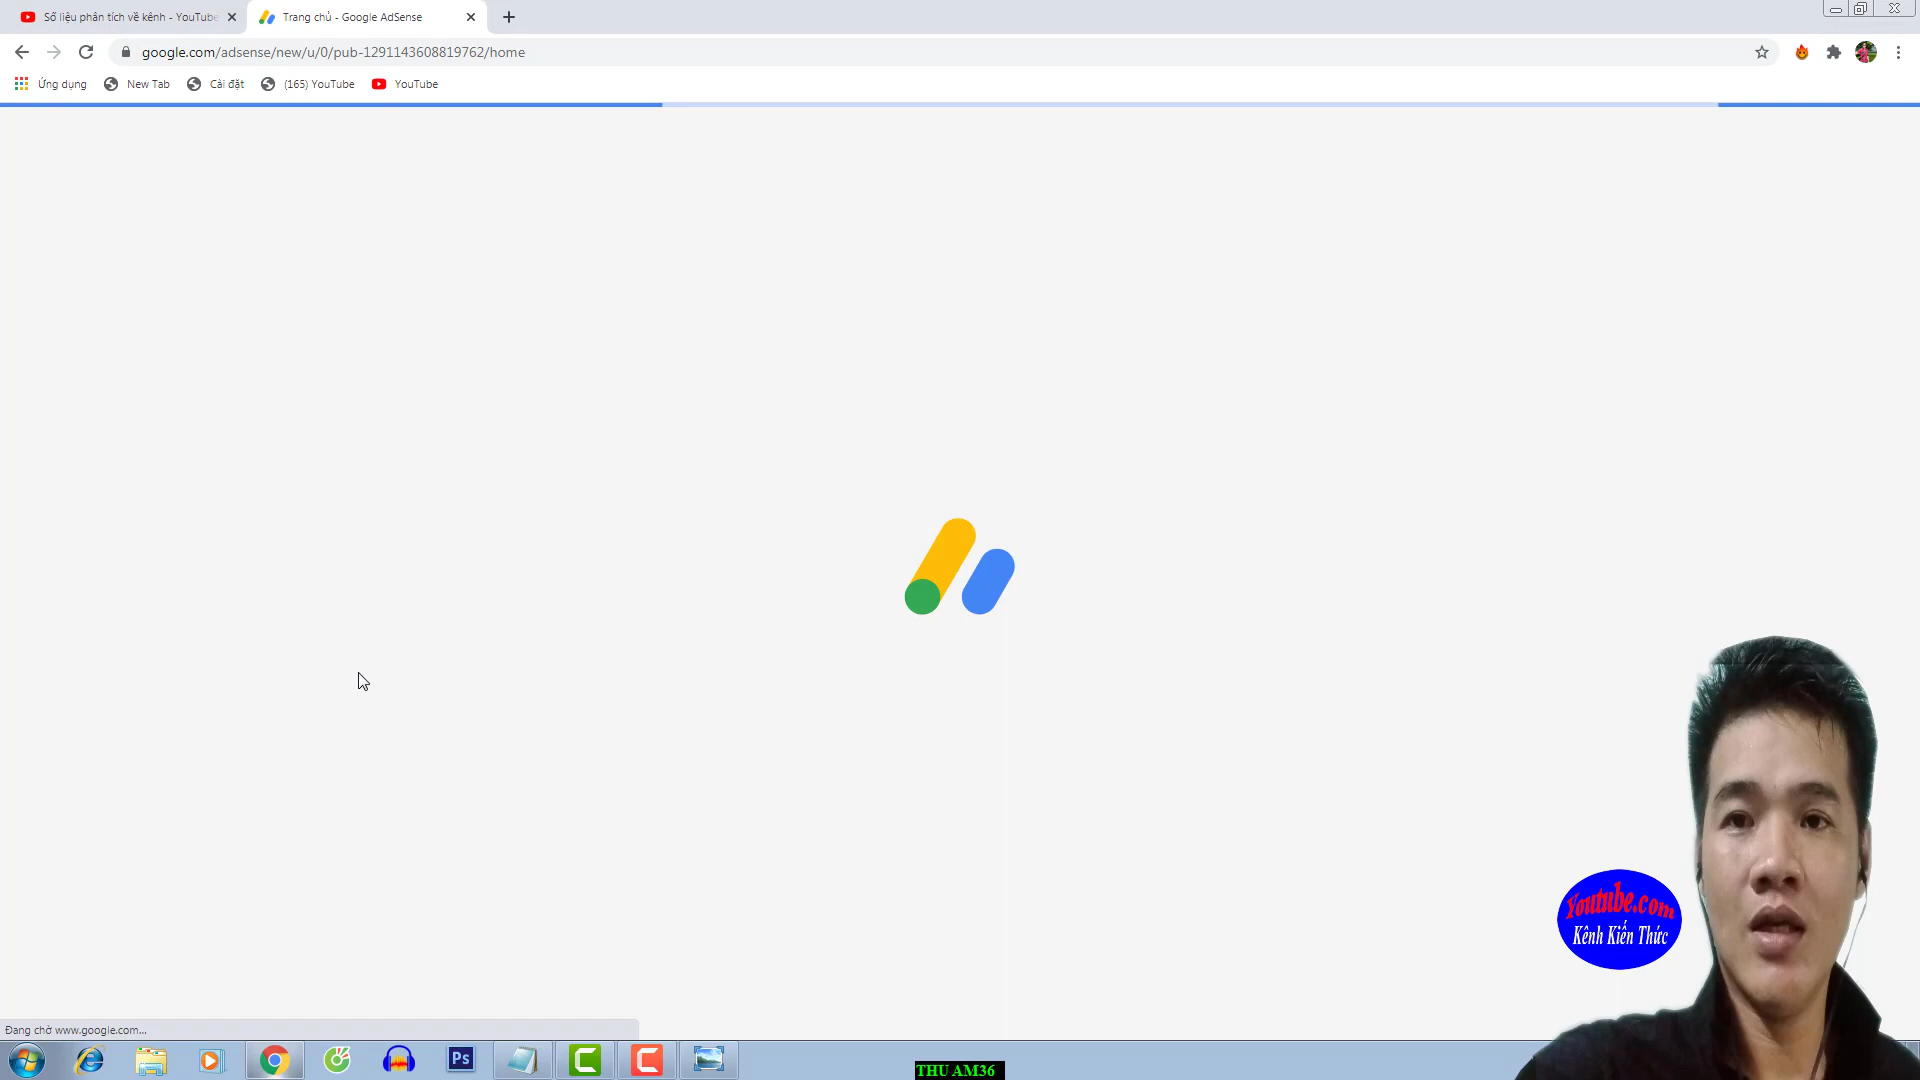 Số liệu phân tích về kênh - YouTube
Trang chủ - Google AdSense
google.com/adsense/new/u/0/pub-1291143608819762/home
Ứng dụng
New Tab
Cài đặt
(165) YouTube
YouTube
Youtube.com
Kênh Kiến Thức
Đang chờ www.google.com...
Ps
THU AM36